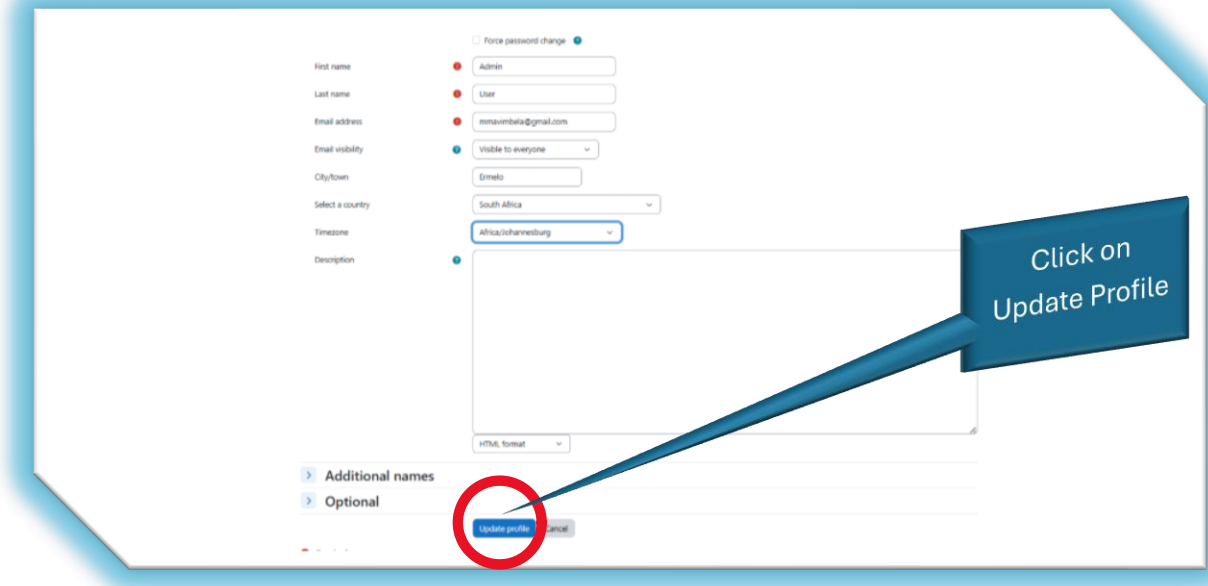 Force password change
First name Admin
Last name User
Email address mmavimbela@gmail.com
Email visibility Visible to everyone
City/town Ermelo
Select a country South Africa
Timezone Africa/Johannesburg
Description
Click on
Update Profile
HTML format
Additional names
Optional
Update profile Cancel